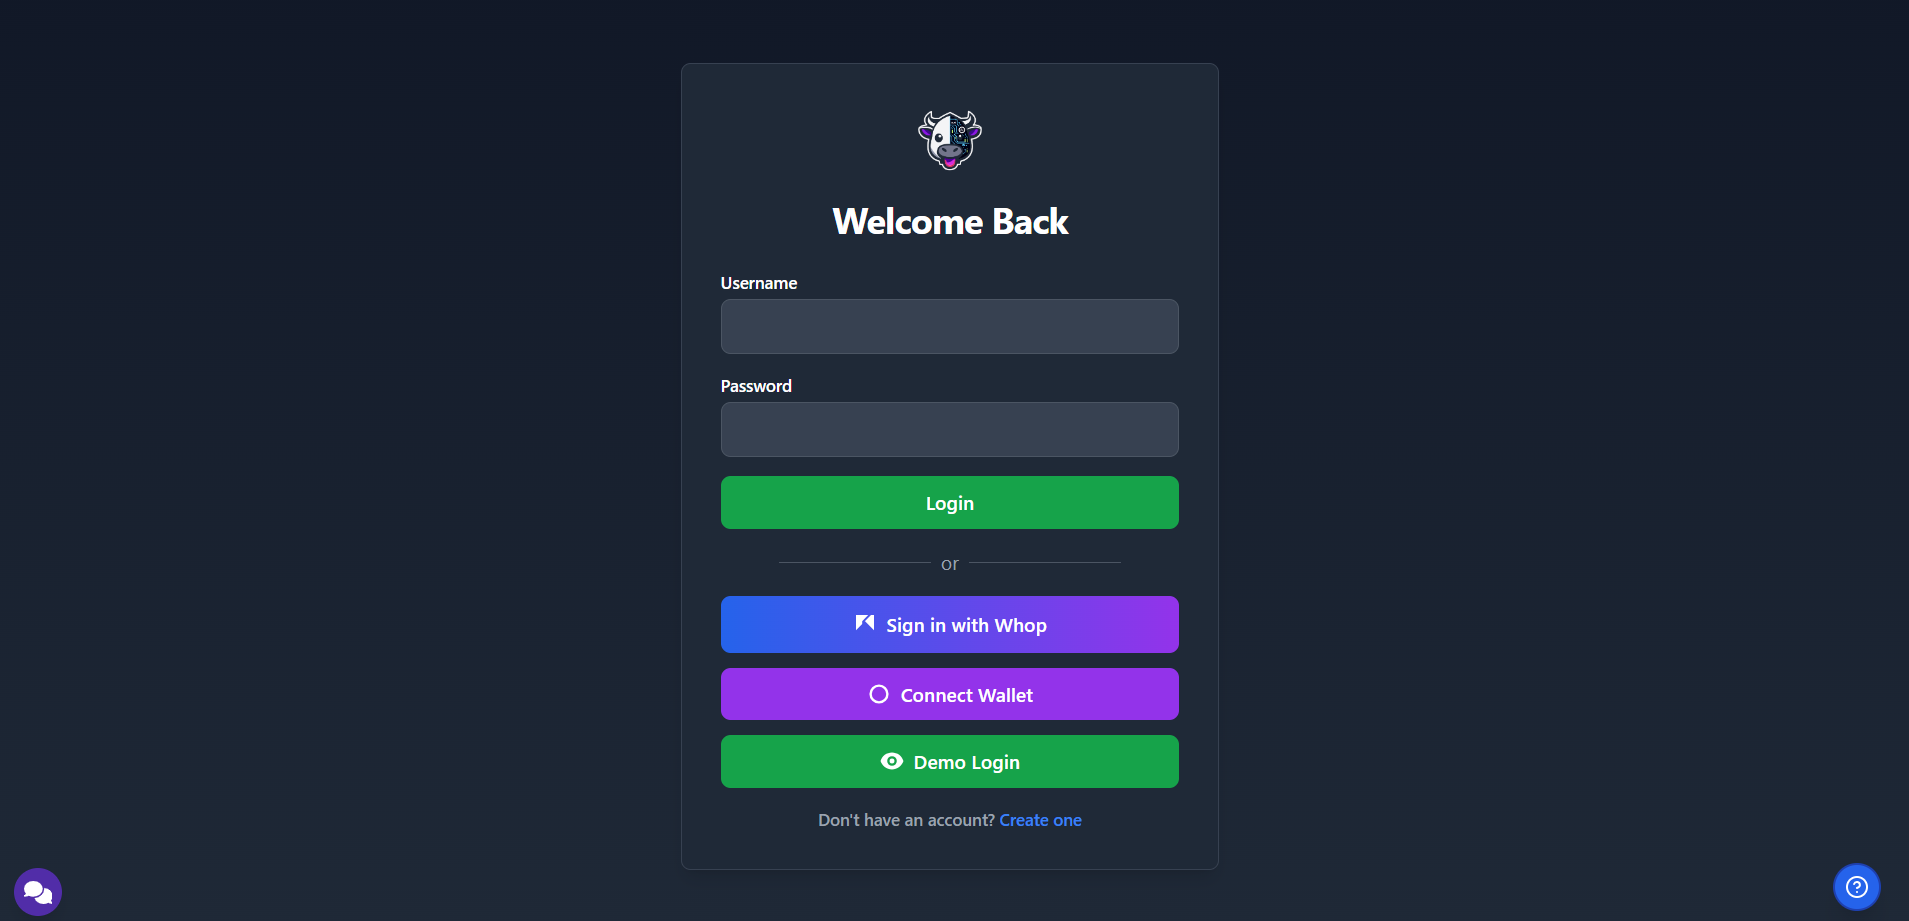 Welcome Back
Username
Password
Login
or
Sign in with Whop
Connect Wallet
Demo Login
Don't have an account? Create one